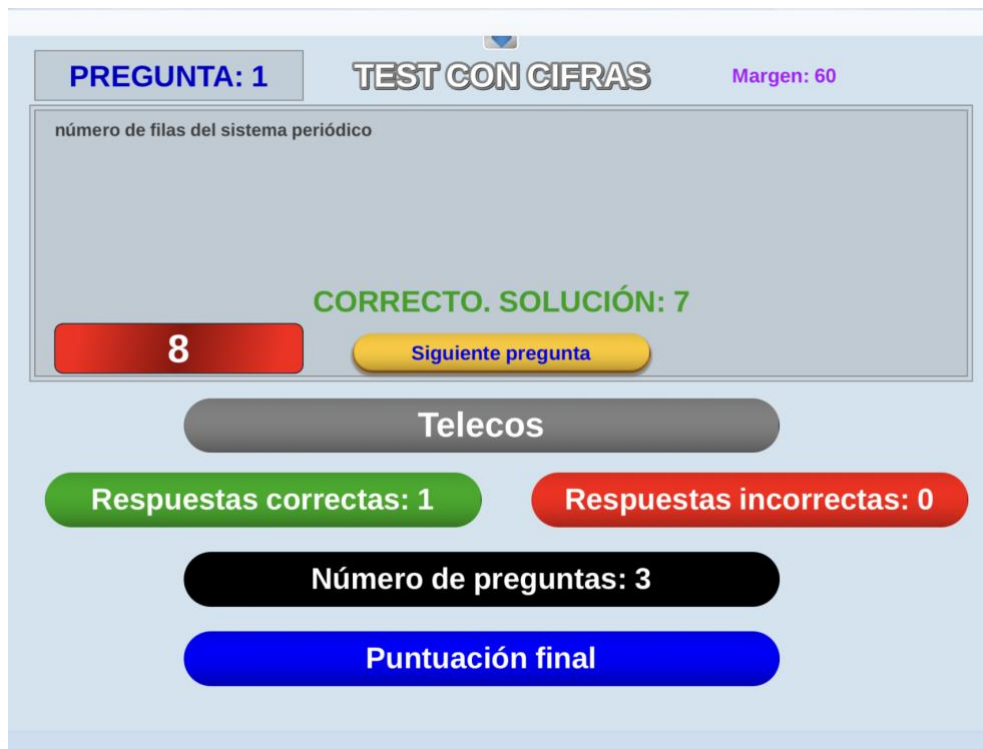 PREGUNTA: 1
TEST CON CIFRAS
Margen: 60
número de filas del sistema periódico
CORRECTO. SOLUCIÓN: 7
8
Siguiente pregunta
Telecos
Respuestas correctas: 1
Respuestas incorrectas: 0
Número de preguntas: 3
Puntuación final